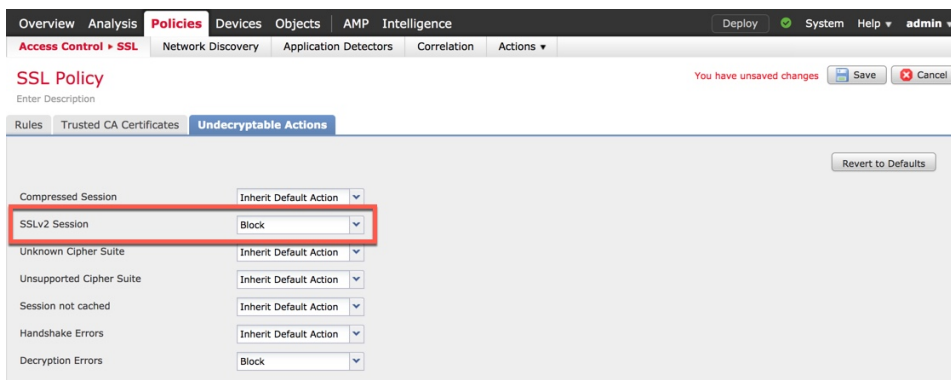 Overview Analysis Policies Devices Objects AMP Intelligence Deploy System Help ▾ admin ▾
Access Control ▸ SSL Network Discovery Application Detectors Correlation Actions ▾
SSL Policy
You have unsaved changes Save Cancel
Enter Description
Rules Trusted CA Certificates Undecryptable Actions
Revert to Defaults
Compressed Session Inherit Default Action
SSLv2 Session Block
Unknown Cipher Suite Inherit Default Action
Unsupported Cipher Suite Inherit Default Action
Session not cached Inherit Default Action
Handshake Errors Inherit Default Action
Decryption Errors Block